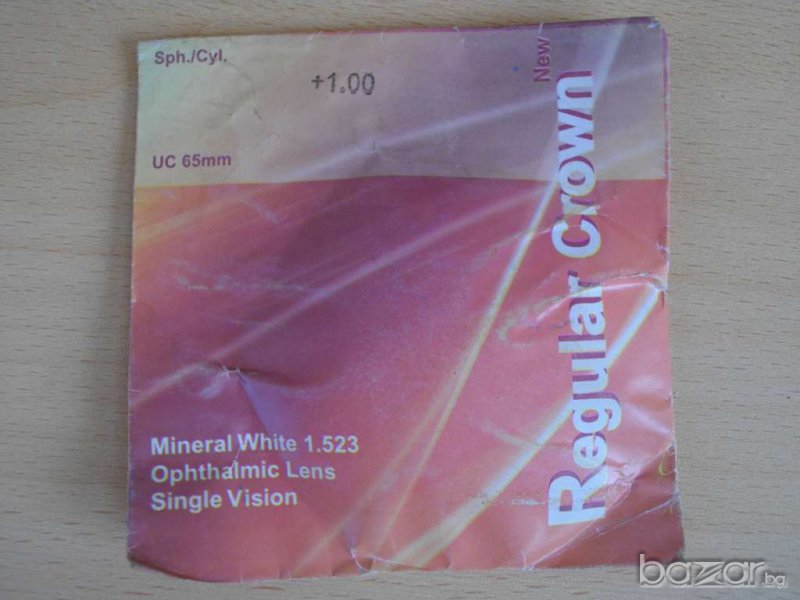 Sph./Cyl.
+1.00
UC 65mm
New
Regular Crown
Mineral White 1.523
Ophthalmic Lens
Single Vision
bazar.bg